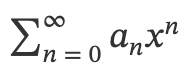 ∑_{n = 0}^{∞} a_n x^n